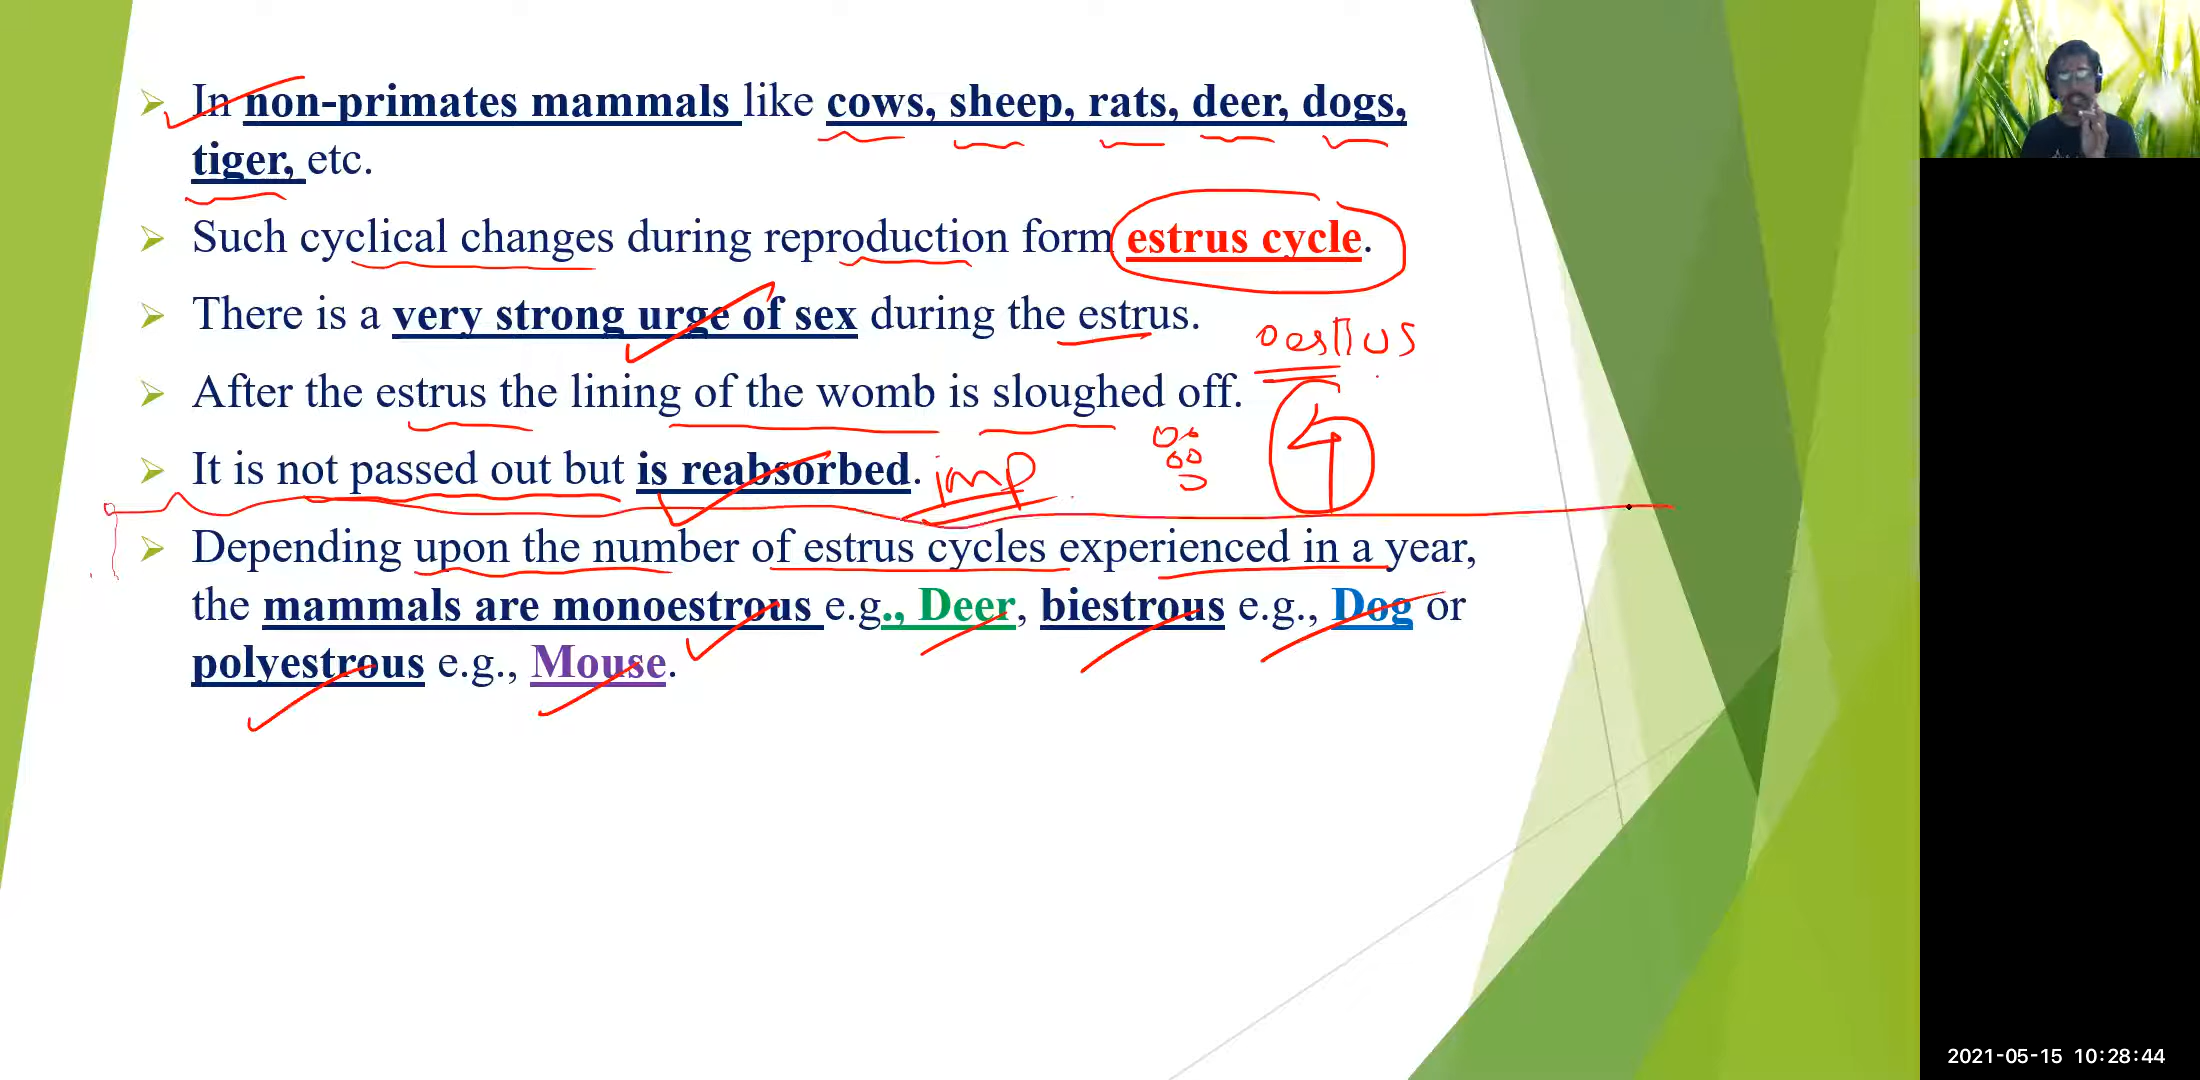 In non-primates mammals like cows, sheep, rats, deer, dogs,
tiger, etc.
Such cyclical changes during reproduction form estrus cycle.
There is a very strong urge of sex during the estrus.
oestrus
After the estrus the lining of the womb is sloughed off.
It is not passed out but is reabsorbed.
imp
Depending upon the number of estrus cycles experienced in a year,
the mammals are monoestrous e.g., Deer, biestrous e.g., Dog or
polyestrous e.g., Mouse.
2021-05-15 10:28:44